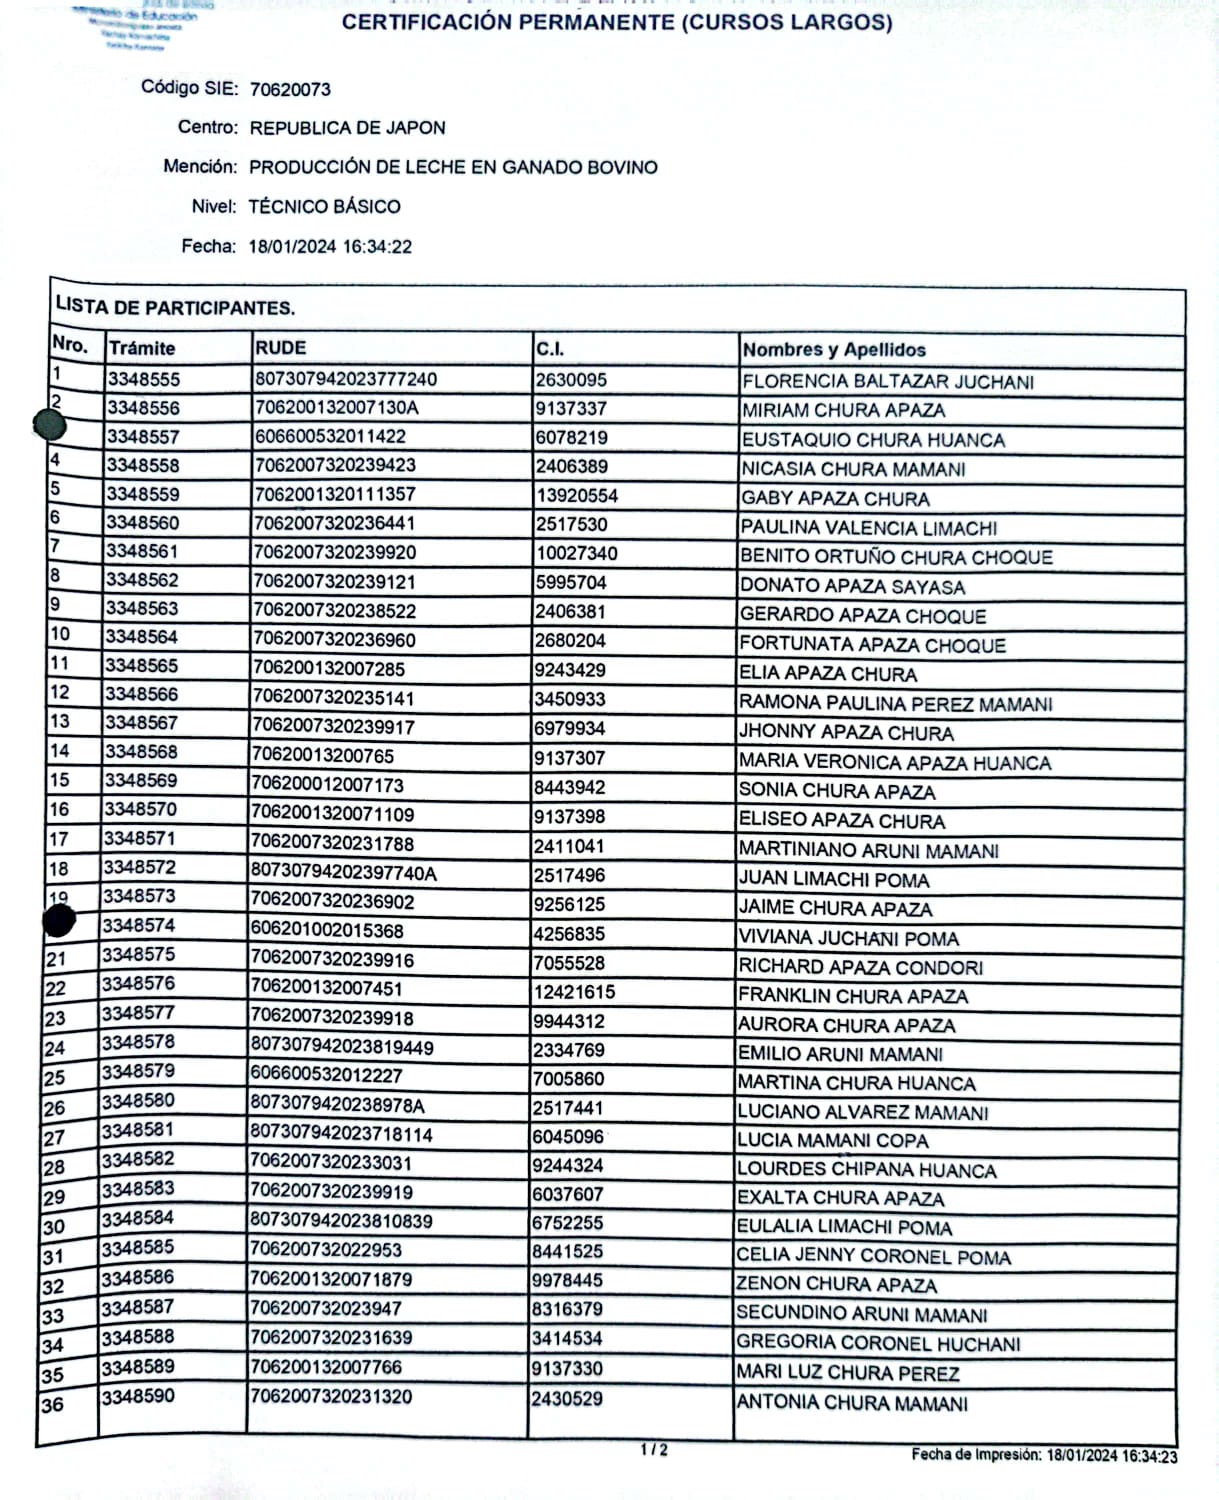 Ministerio de Educación
CERTIFICACIÓN PERMANENTE (CURSOS LARGOS)
Código SIE: 70620073
Centro: REPUBLICA DE JAPON
Mención: PRODUCCIÓN DE LECHE EN GANADO BOVINO
Nivel: TÉCNICO BÁSICO
Fecha: 18/01/2024 16:34:22
LISTA DE PARTICIPANTES.
Nro. Trámite RUDE C.I. Nombres y Apellidos
1 3348555 807307942023777240 2630095 FLORENCIA BALTAZAR JUCHANI
2 3348556 706200132007130A 9137337 MIRIAM CHURA APAZA
3348557 606600532011422 6078219 EUSTAQUIO CHURA HUANCA
4 3348558 7062007320239423 2406389 NICASIA CHURA MAMANI
5 3348559 7062001320111357 13920554 GABY APAZA CHURA
6 3348560 7062007320236441 2517530 PAULINA VALENCIA LIMACHI
7 3348561 7062007320239920 10027340 BENITO ORTUÑO CHURA CHOQUE
8 3348562 7062007320239121 5995704 DONATO APAZA SAYASA
9 3348563 7062007320238522 2406381 GERARDO APAZA CHOQUE
10 3348564 7062007320236960 2680204 FORTUNATA APAZA CHOQUE
11 3348565 706200132007285 9243429 ELIA APAZA CHURA
12 3348566 7062007320235141 3450933 RAMONA PAULINA PEREZ MAMANI
13 3348567 7062007320239917 6979934 JHONNY APAZA CHURA
14 3348568 70620013200765 9137307 MARIA VERONICA APAZA HUANCA
15 3348569 706200012007173 8443942 SONIA CHURA APAZA
16 3348570 7062001320071109 9137398 ELISEO APAZA CHURA
17 3348571 7062007320231788 2411041 MARTINIANO ARUNI MAMANI
18 3348572 80730794202397740A 2517496 JUAN LIMACHI POMA
19 3348573 7062007320236902 9256125 JAIME CHURA APAZA
3348574 606201002015368 4256835 VIVIANA JUCHANI POMA
21 3348575 7062007320239916 7055528 RICHARD APAZA CONDORI
22 3348576 706200132007451 12421615 FRANKLIN CHURA APAZA
23 3348577 7062007320239918 9944312 AURORA CHURA APAZA
24 3348578 807307942023819449 2334769 EMILIO ARUNI MAMANI
25 3348579 606600532012227 7005860 MARTINA CHURA HUANCA
26 3348580 8073079420238978A 2517441 LUCIANO ALVAREZ MAMANI
27 3348581 807307942023718114 6045096 LUCIA MAMANI COPA
28 3348582 7062007320233031 9244324 LOURDES CHIPANA HUANCA
29 3348583 7062007320239919 6037607 EXALTA CHURA APAZA
30 3348584 807307942023810839 6752255 EULALIA LIMACHI POMA
31 3348585 706200732022953 8441525 CELIA JENNY CORONEL POMA
32 3348586 7062001320071879 9978445 ZENON CHURA APAZA
33 3348587 706200732023947 8316379 SECUNDINO ARUNI MAMANI
34 3348588 7062007320231639 3414534 GREGORIA CORONEL HUCHANI
35 3348589 706200132007766 9137330 MARI LUZ CHURA PEREZ
36 3348590 7062007320231320 2430529 ANTONIA CHURA MAMANI
1 / 2
Fecha de Impresión: 18/01/2024 16:34:23